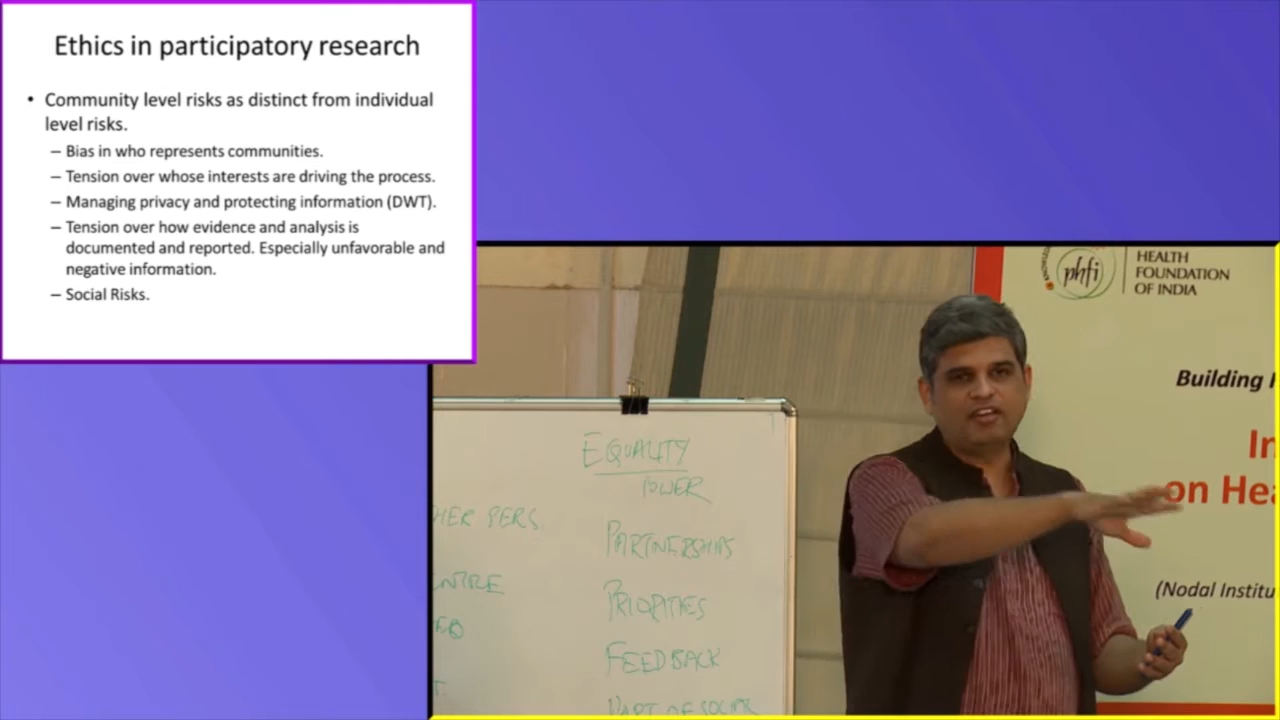 Ethics in participatory research
• Community level risks as distinct from individual
level risks.
– Bias in who represents communities.
– Tension over whose interests are driving the process.
– Managing privacy and protecting information (DWT).
– Tension over how evidence and analysis is
documented and reported. Especially unfavorable and
negative information.
– Social Risks.
EQUALITY
POWER
HER PERS
PARTNERSHIPS
PRIORITIES
FEEDBACK
PART OF SOCIAL
phfi
HEALTH
FOUNDATION
OF INDIA
Building
In
on Hea
(Nodal Institu